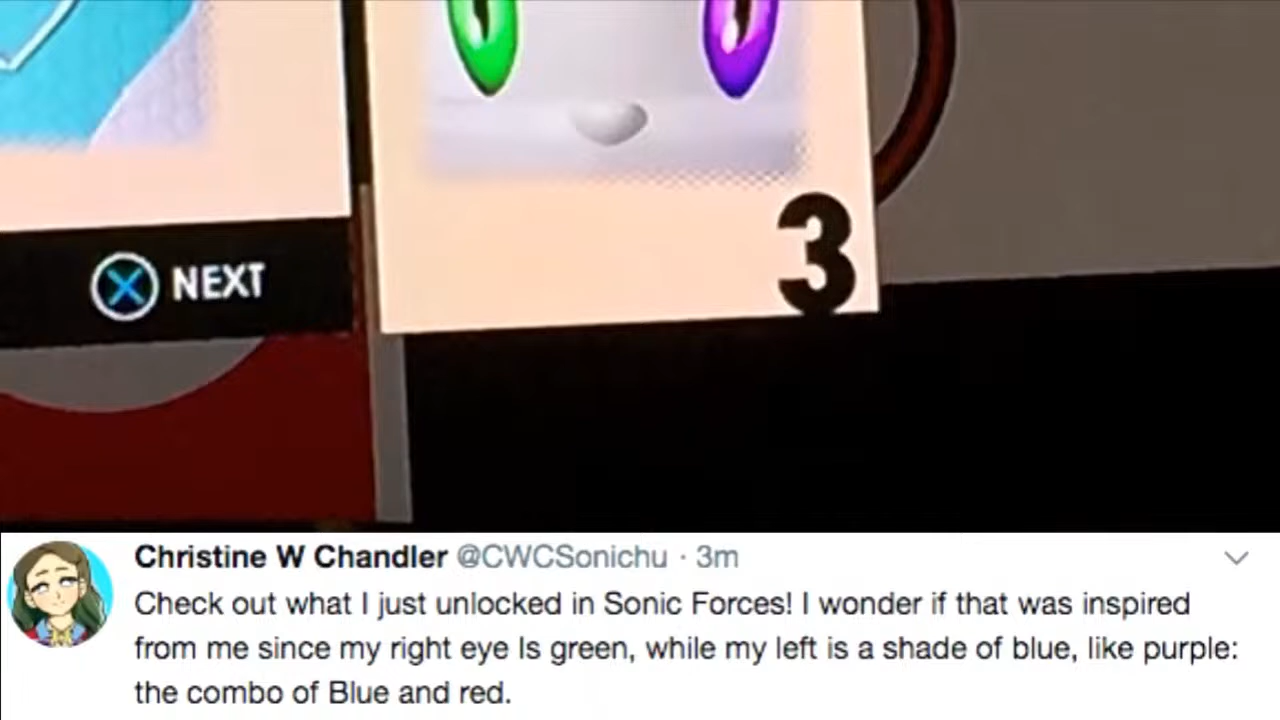 NEXT
3
Christine W Chandler @CWCSonichu · 3m
Check out what I just unlocked in Sonic Forces! I wonder if that was inspired
from me since my right eye Is green, while my left is a shade of blue, like purple:
the combo of Blue and red.